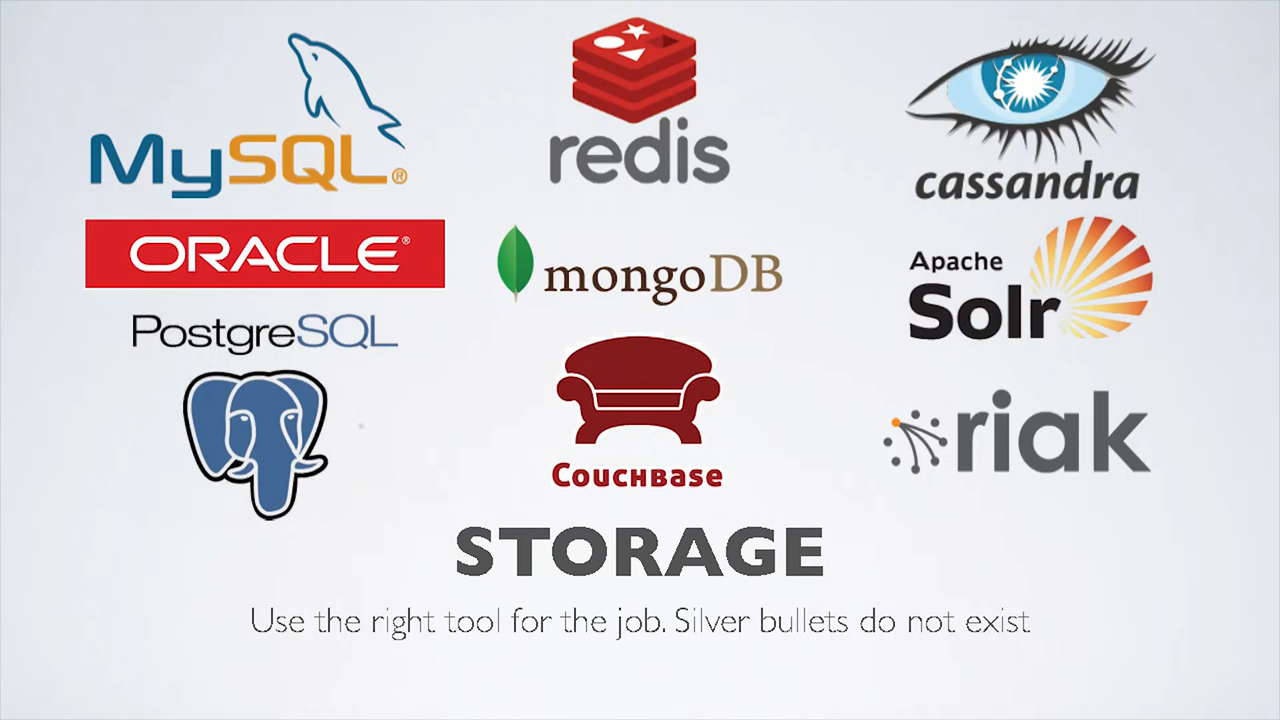 MySQL®
redis
cassandra
ORACLE®
mongoDB
Apache
Solr
PostgreSQL
COUCHBASE
riak
STORAGE
Use the right tool for the job. Silver bullets do not exist